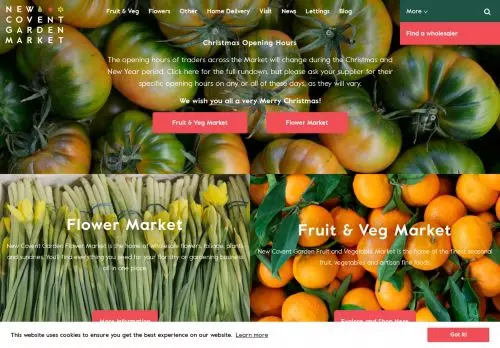 NEW
COVENT
GARDEN
MARKET
Fruit & Veg Flowers Other Home Delivery Visit News Lettings Blog More
Find a wholesaler
Christmas Opening Hours
The opening hours of traders across the Market will change during the Christmas and
New Year period. Click here for the full rundown, but please ask your supplier for their
specific opening hours on any or all of these days, as they will vary.
We wish you all a very Merry Christmas!
Fruit & Veg Market Flower Market
Flower Market
New Covent Garden Flower Market is the home of wholesale flowers, foliage, plants
and sundries. You'll find everything you need for your floristry or gardening business,
all in one place.
More Information
Fruit & Veg Market
New Covent Garden Fruit and Vegetable Market is the home of the finest seasonal
fruit, vegetables and artisan fine foods.
Explore and Shop Here
This website uses cookies to ensure you get the best experience on our website. Learn more
Got it!